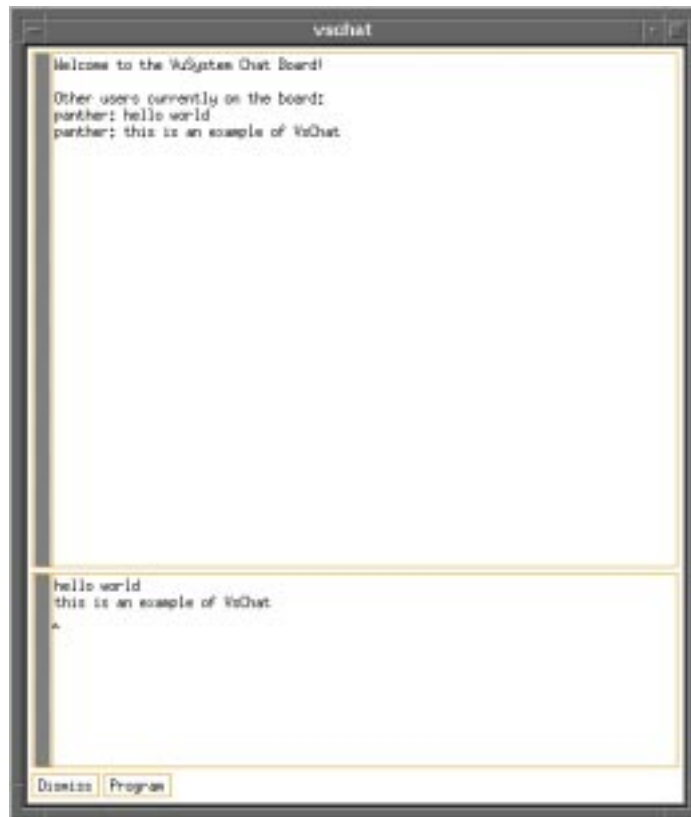 vschat
Welcome to the VuSystem Chat Board!
Other users currently on the board:
panther: hello world
panther: this is an example of VsChat
hello world
this is an example of VsChat
^
Dismiss Program